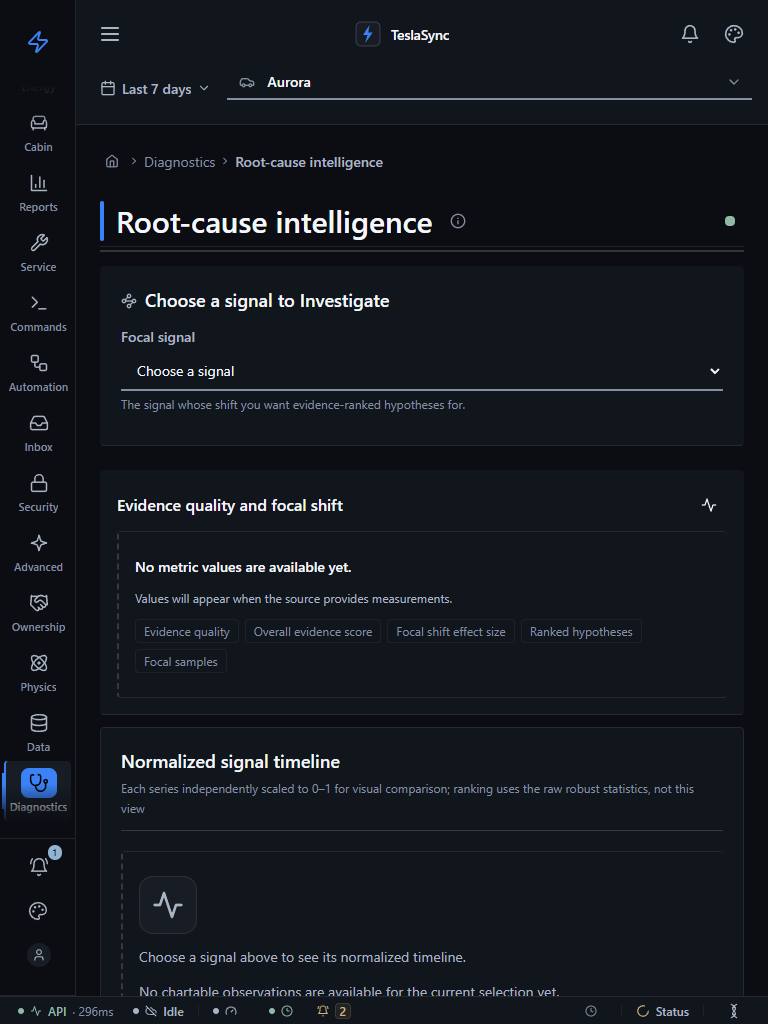 TeslaSync
Last 7 days
Aurora
Energy
Cabin
Reports
Service
Commands
Automation
Inbox
Security
Advanced
Ownership
Physics
Data
Diagnostics
1
Diagnostics
Root-cause intelligence
Root-cause intelligence
Choose a signal to Investigate
Focal signal
Choose a signal
The signal whose shift you want evidence-ranked hypotheses for.
Evidence quality and focal shift
No metric values are available yet.
Values will appear when the source provides measurements.
Evidence quality
Overall evidence score
Focal shift effect size
Ranked hypotheses
Focal samples
Normalized signal timeline
Each series independently scaled to 0–1 for visual comparison; ranking uses the raw robust statistics, not this
view
Choose a signal above to see its normalized timeline.
No chartable observations are available for the current selection yet.
API · 296ms
Idle
2
Status